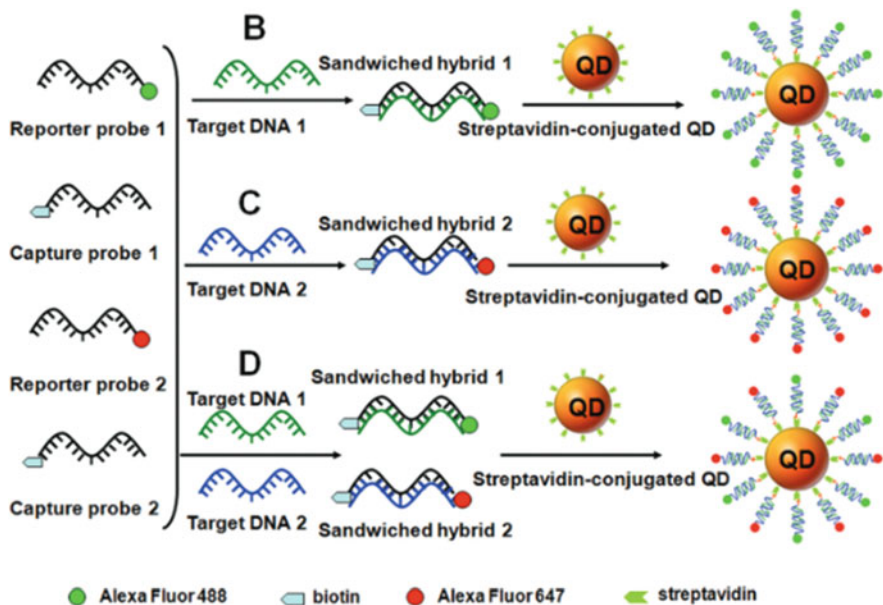 Reporter probe 1
Capture probe 1
Reporter probe 2
Capture probe 2
B
Target DNA 1
Sandwiched hybrid 1
QD
Streptavidin-conjugated QD
QD
C
Target DNA 2
Sandwiched hybrid 2
QD
Streptavidin-conjugated QD
QD
D
Target DNA 1
Target DNA 2
Sandwiched hybrid 1
Sandwiched hybrid 2
QD
Streptavidin-conjugated QD
QD
Alexa Fluor 488
biotin
Alexa Fluor 647
streptavidin